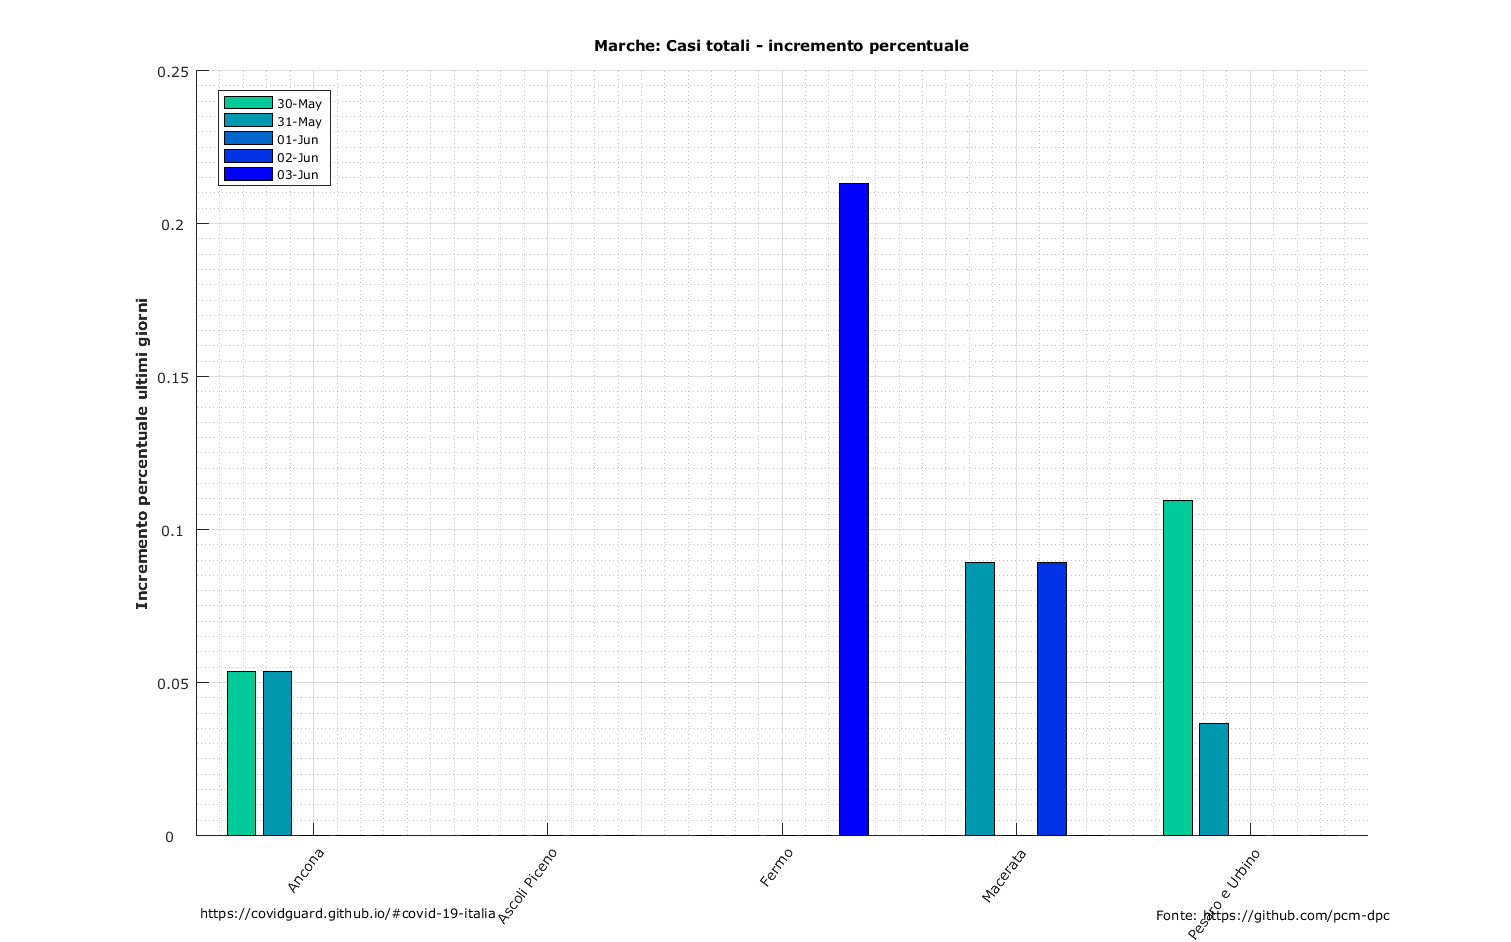 Marche: Casi totali - incremento percentuale
0.25
0.2
0.15
0.1
0.05
0
Incremento percentuale ultimi giorni
30-May
31-May
01-Jun
02-Jun
03-Jun
Ancona
Ascoli Piceno
Fermo
Macerata
Pesaro e Urbino
https://covidguard.github.io/#covid-19-italia
Fonte: https://github.com/pcm-dpc